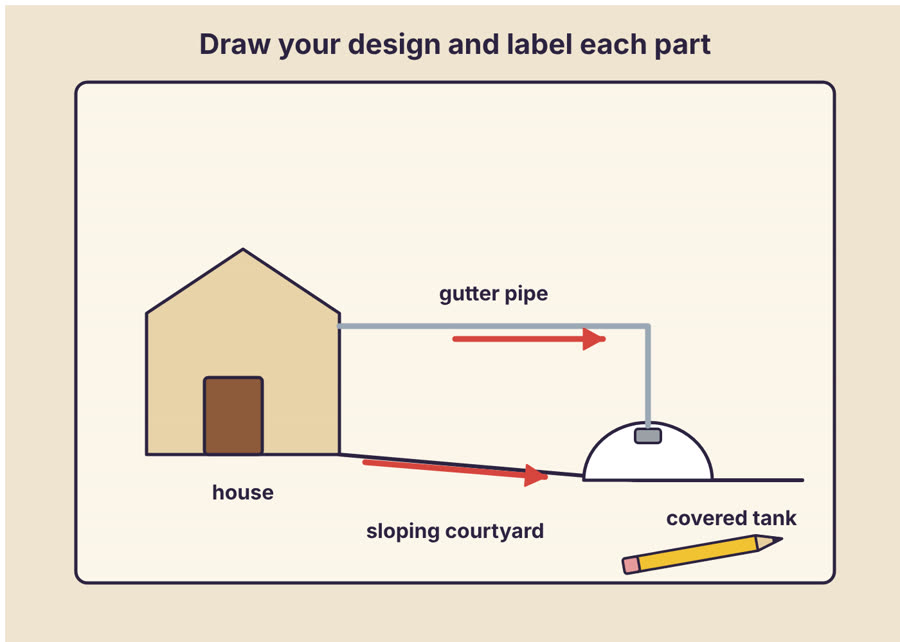 Draw your design and label each part
gutter pipe
house
covered tank
sloping courtyard